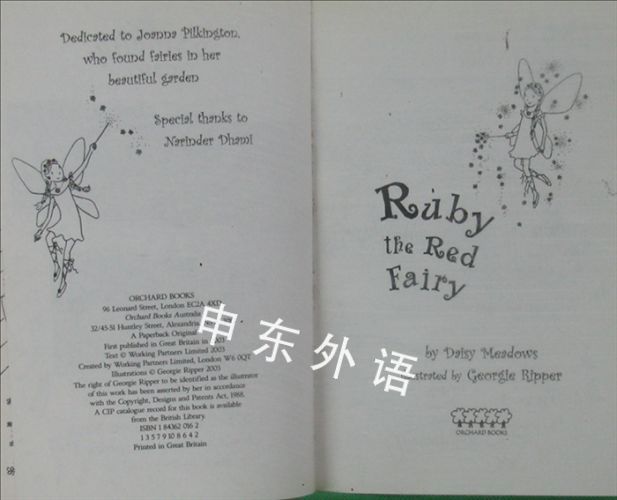 Dedicated to Joanna Pilkington,
who found fairies in her
beautiful garden
Special thanks to
Narinder Dhami
ORCHARD BOOKS
96 Leonard Street, London EC2A 4XD
Orchard Books Australia
32/45-51 Huntley Street, Alexandria,
A Paperback Original
First published in Great Britain in 2003
Text © Working Partners Limited 2003
Created by Working Partners Limited, London W6 0QT
Illustrations © Georgie Ripper 2003
The right of Georgie Ripper to be identified as the illustrator
of this work has been asserted by her in accordance
with the Copyright, Designs and Patents Act, 1988.
A CIP catalogue record for this book is available
from the British Library.
ISBN 1 84362 016 2
1 3 5 7 9 10 8 6 4 2
Printed in Great Britain
Ruby
the Red
Fairy
by Daisy Meadows
Illustrated by Georgie Ripper
ORCHARD BOOKS
申东外语